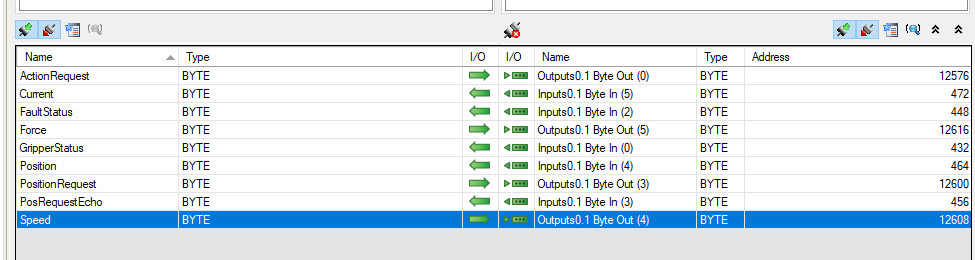 Name Type I/O I/O Name Type Address
ActionRequest BYTE Outputs0.1 Byte Out (0) BYTE 12576
Current BYTE Inputs0.1 Byte In (5) BYTE 472
FaultStatus BYTE Inputs0.1 Byte In (2) BYTE 448
Force BYTE Outputs0.1 Byte Out (5) BYTE 12616
GripperStatus BYTE Inputs0.1 Byte In (0) BYTE 432
Position BYTE Inputs0.1 Byte In (4) BYTE 464
PositionRequest BYTE Outputs0.1 Byte Out (3) BYTE 12600
PosRequestEcho BYTE Inputs0.1 Byte In (3) BYTE 456
Speed BYTE Outputs0.1 Byte Out (4) BYTE 12608